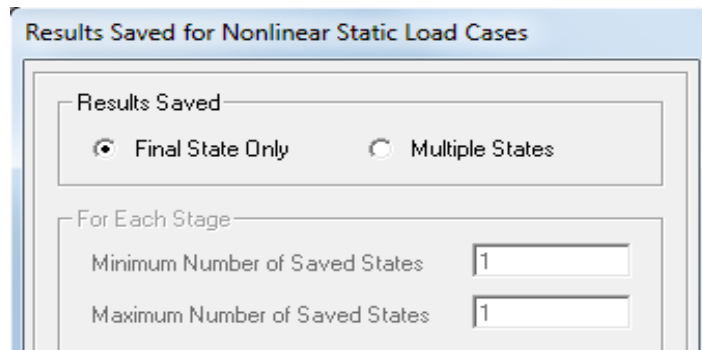 Results Saved for Nonlinear Static Load Cases
Results Saved
Final State Only Multiple States
For Each Stage
Minimum Number of Saved States 1
Maximum Number of Saved States 1